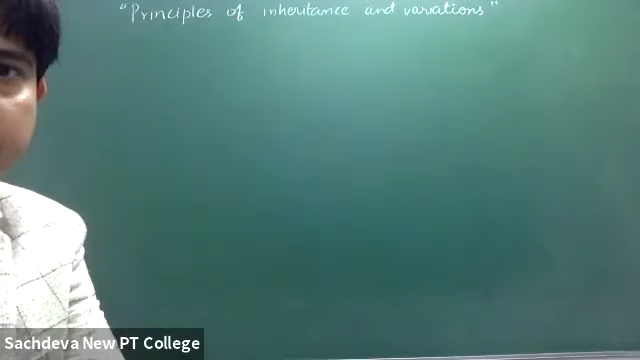 "Principles of inheritance and variations"
Sachdeva New PT College